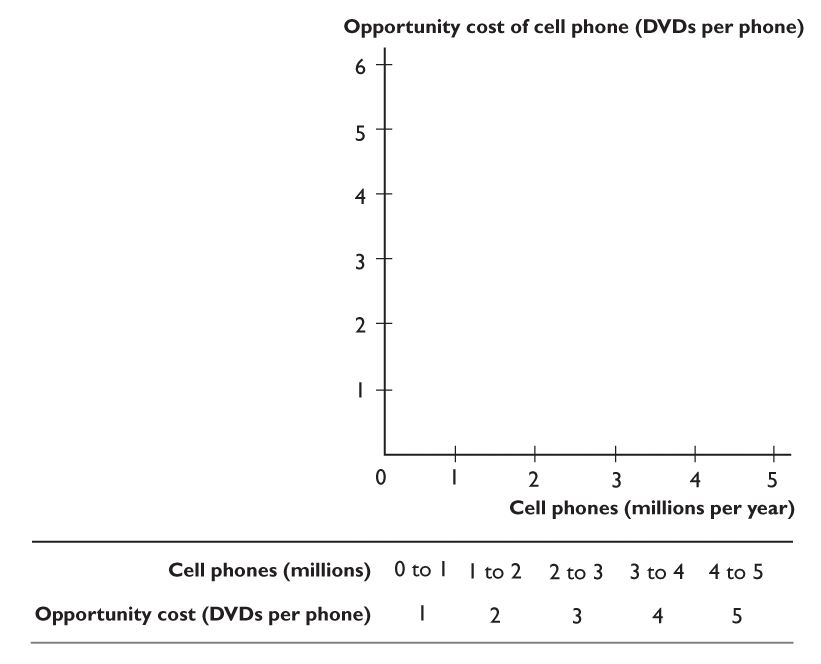 Opportunity cost of cell phone (DVDs per phone)
6
5
4
3
2
1
0 1 2 3 4 5
Cell phones (millions per year)
Cell phones (millions) 0 to 1 1 to 2 2 to 3 3 to 4 4 to 5
Opportunity cost (DVDs per phone) 1 2 3 4 5